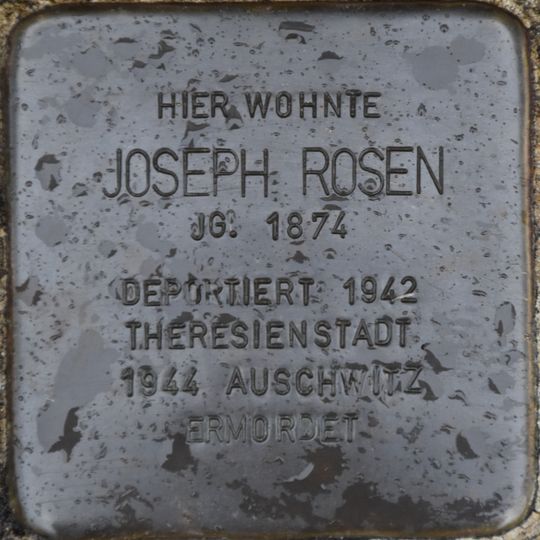 HIER WOHNTE
JOSEPH ROSEN
JG. 1874
DEPORTIERT 1942
THERESIENSTADT
1944 AUSCHWITZ
ERMORDET